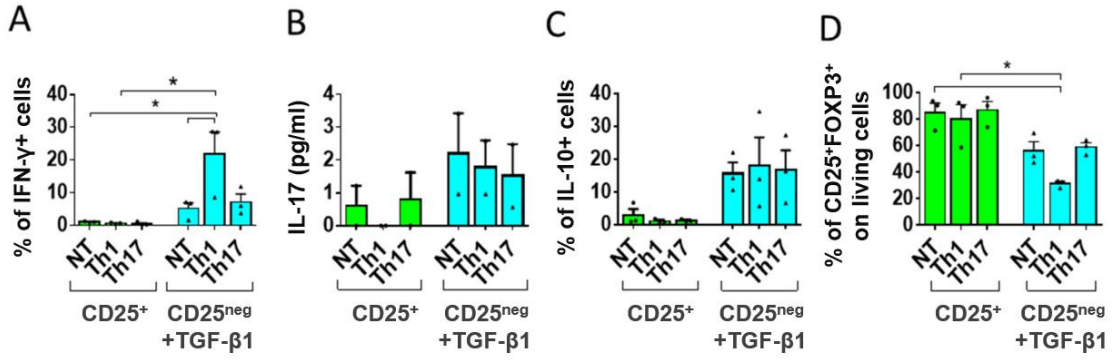 A
% of IFN-γ+ cells
40
30
20
10
0
*
*
NT
Th1
Th17
NT
Th1
Th17
CD25⁺
CD25ⁿᵉᵍ
+TGF-β1
B
IL-17 (pg/ml)
4
3
2
1
0
NT
Th1
Th17
NT
Th1
Th17
CD25⁺
CD25ⁿᵉᵍ
+TGF-β1
C
% of IL-10+ cells
40
30
20
10
0
NT
Th1
Th17
NT
Th1
Th17
CD25⁺
CD25ⁿᵉᵍ
+TGF-β1
D
% of CD25⁺FOXP3⁺
on living cells
100
80
60
40
20
0
*
NT
Th1
Th17
NT
Th1
Th17
CD25⁺
CD25ⁿᵉᵍ
+TGF-β1